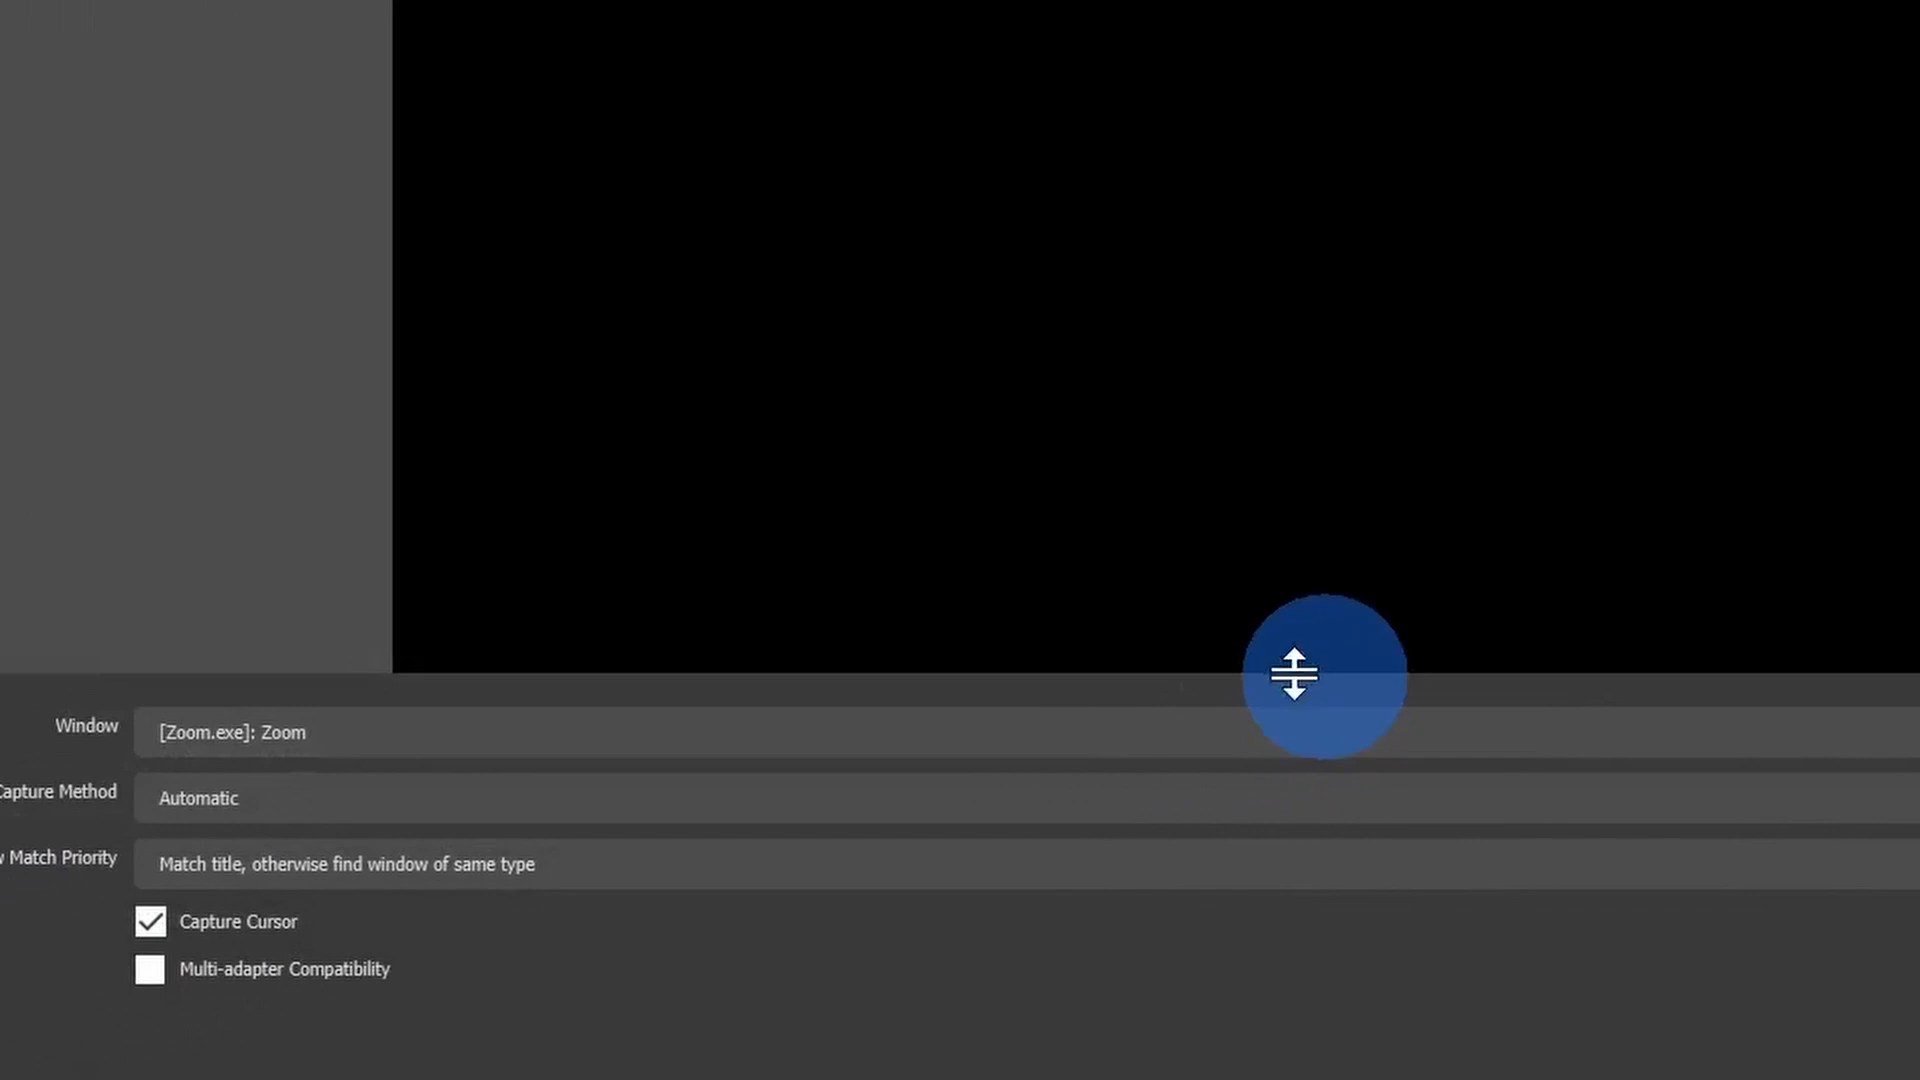 Window
[Zoom.exe]: Zoom
Capture Method
Automatic
Match Priority
Match title, otherwise find window of same type
Capture Cursor
Multi-adapter Compatibility